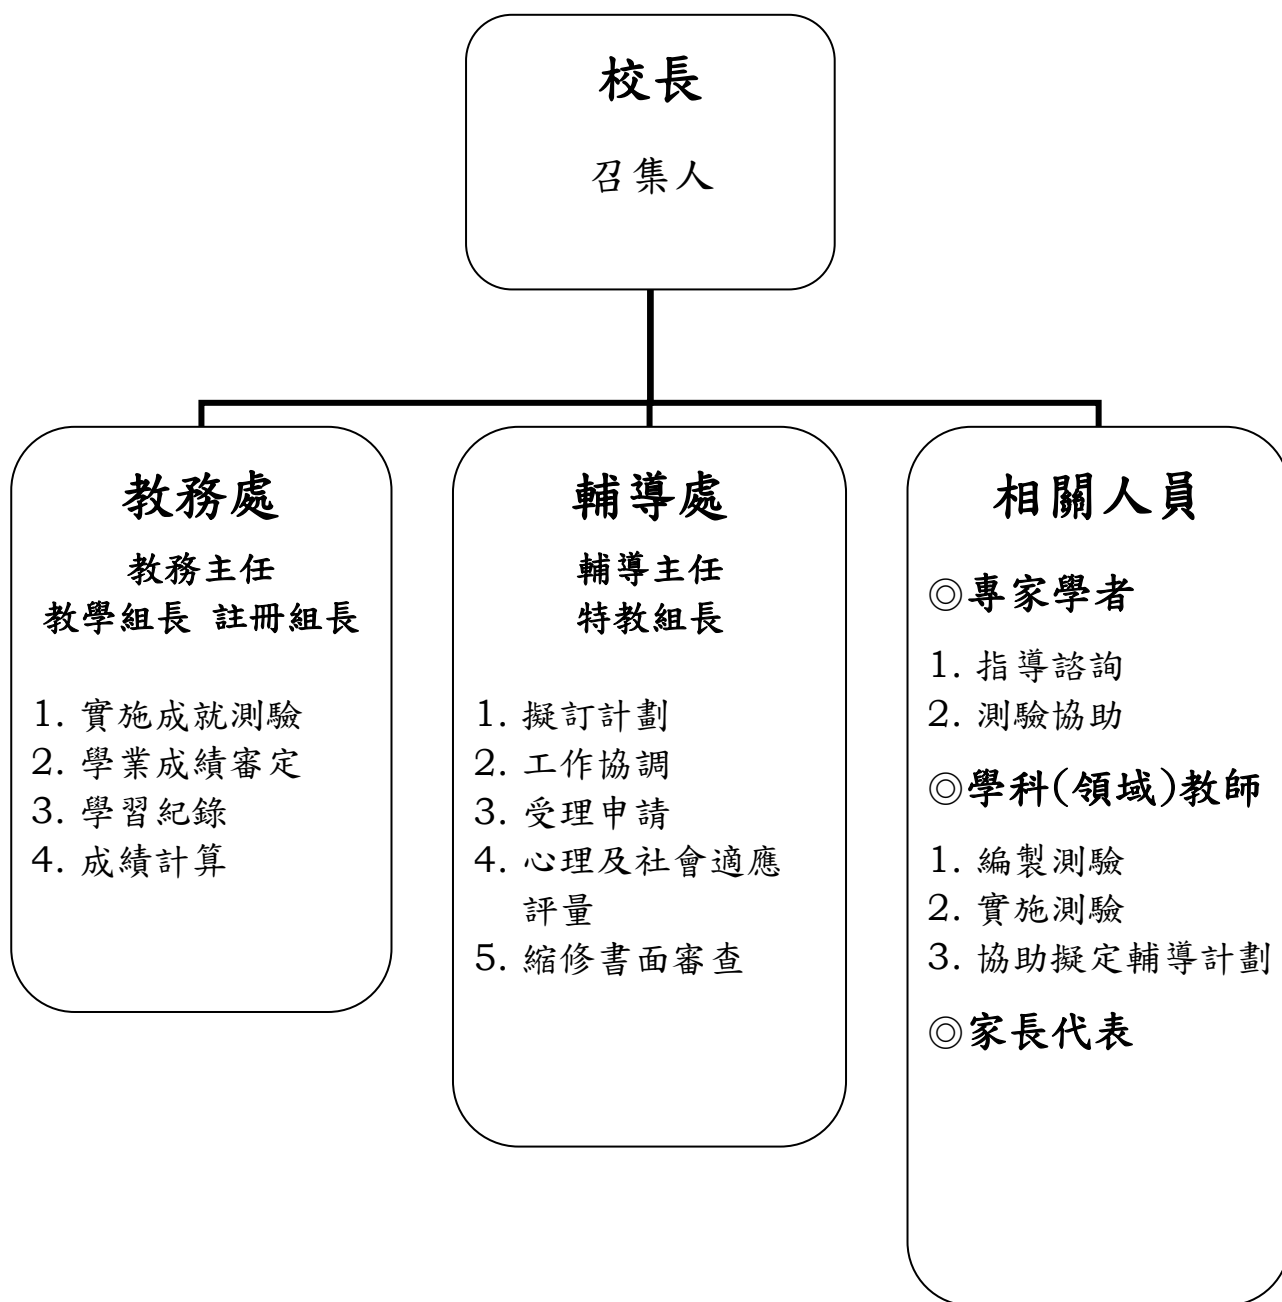 校長
召集人
教務處
教務主任
教學組長 註冊組長
1. 實施成就測驗
2. 學業成績審定
3. 學習紀錄
4. 成績計算
輔導處
輔導主任
特教組長
1. 擬訂計劃
2. 工作協調
3. 受理申請
4. 心理及社會適應
評量
5. 縮修書面審查
相關人員
◎專家學者
1. 指導諮詢
2. 測驗協助
◎學科(領域)教師
1. 編製測驗
2. 實施測驗
3. 協助擬定輔導計劃
◎家長代表